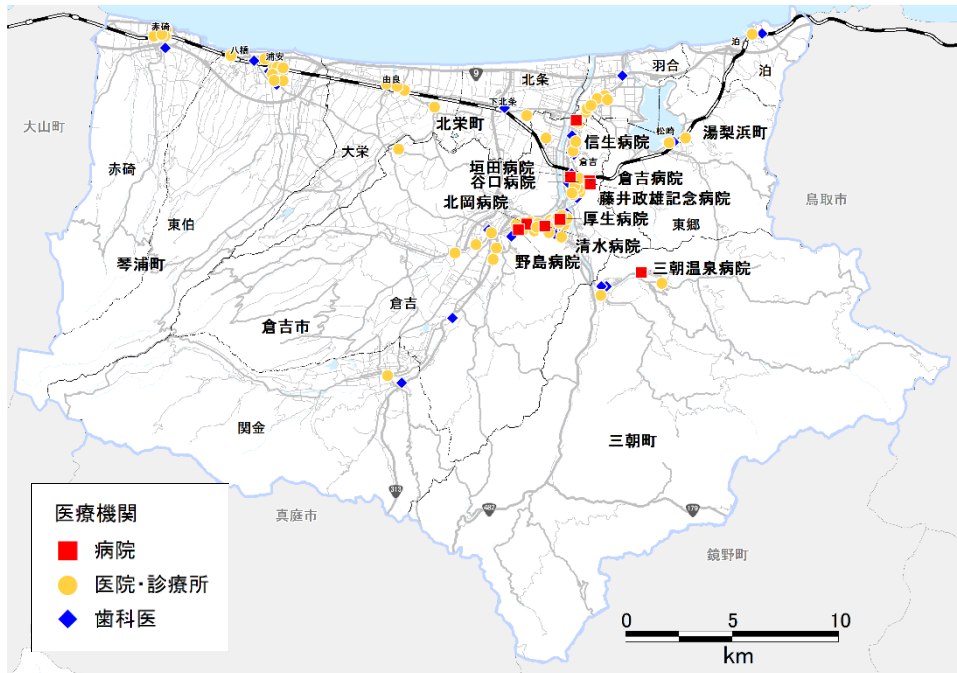 赤碕
八橋
浦安
由良
下北条
泊
9
北条
羽合
泊
大山町
北栄町
信生病院
松崎
湯梨浜町
大栄
垣田病院
谷口病院
倉吉
倉吉病院
鳥取市
赤碕
北岡病院
藤井政雄記念病院
東伯
厚生病院
東郷
清水病院
琴浦町
野島病院
三朝温泉病院
倉吉
倉吉市
関金
三朝町
313
482
179
真庭市
鏡野町
医療機関
病院
医院・診療所
歯科医
0 5 10
km